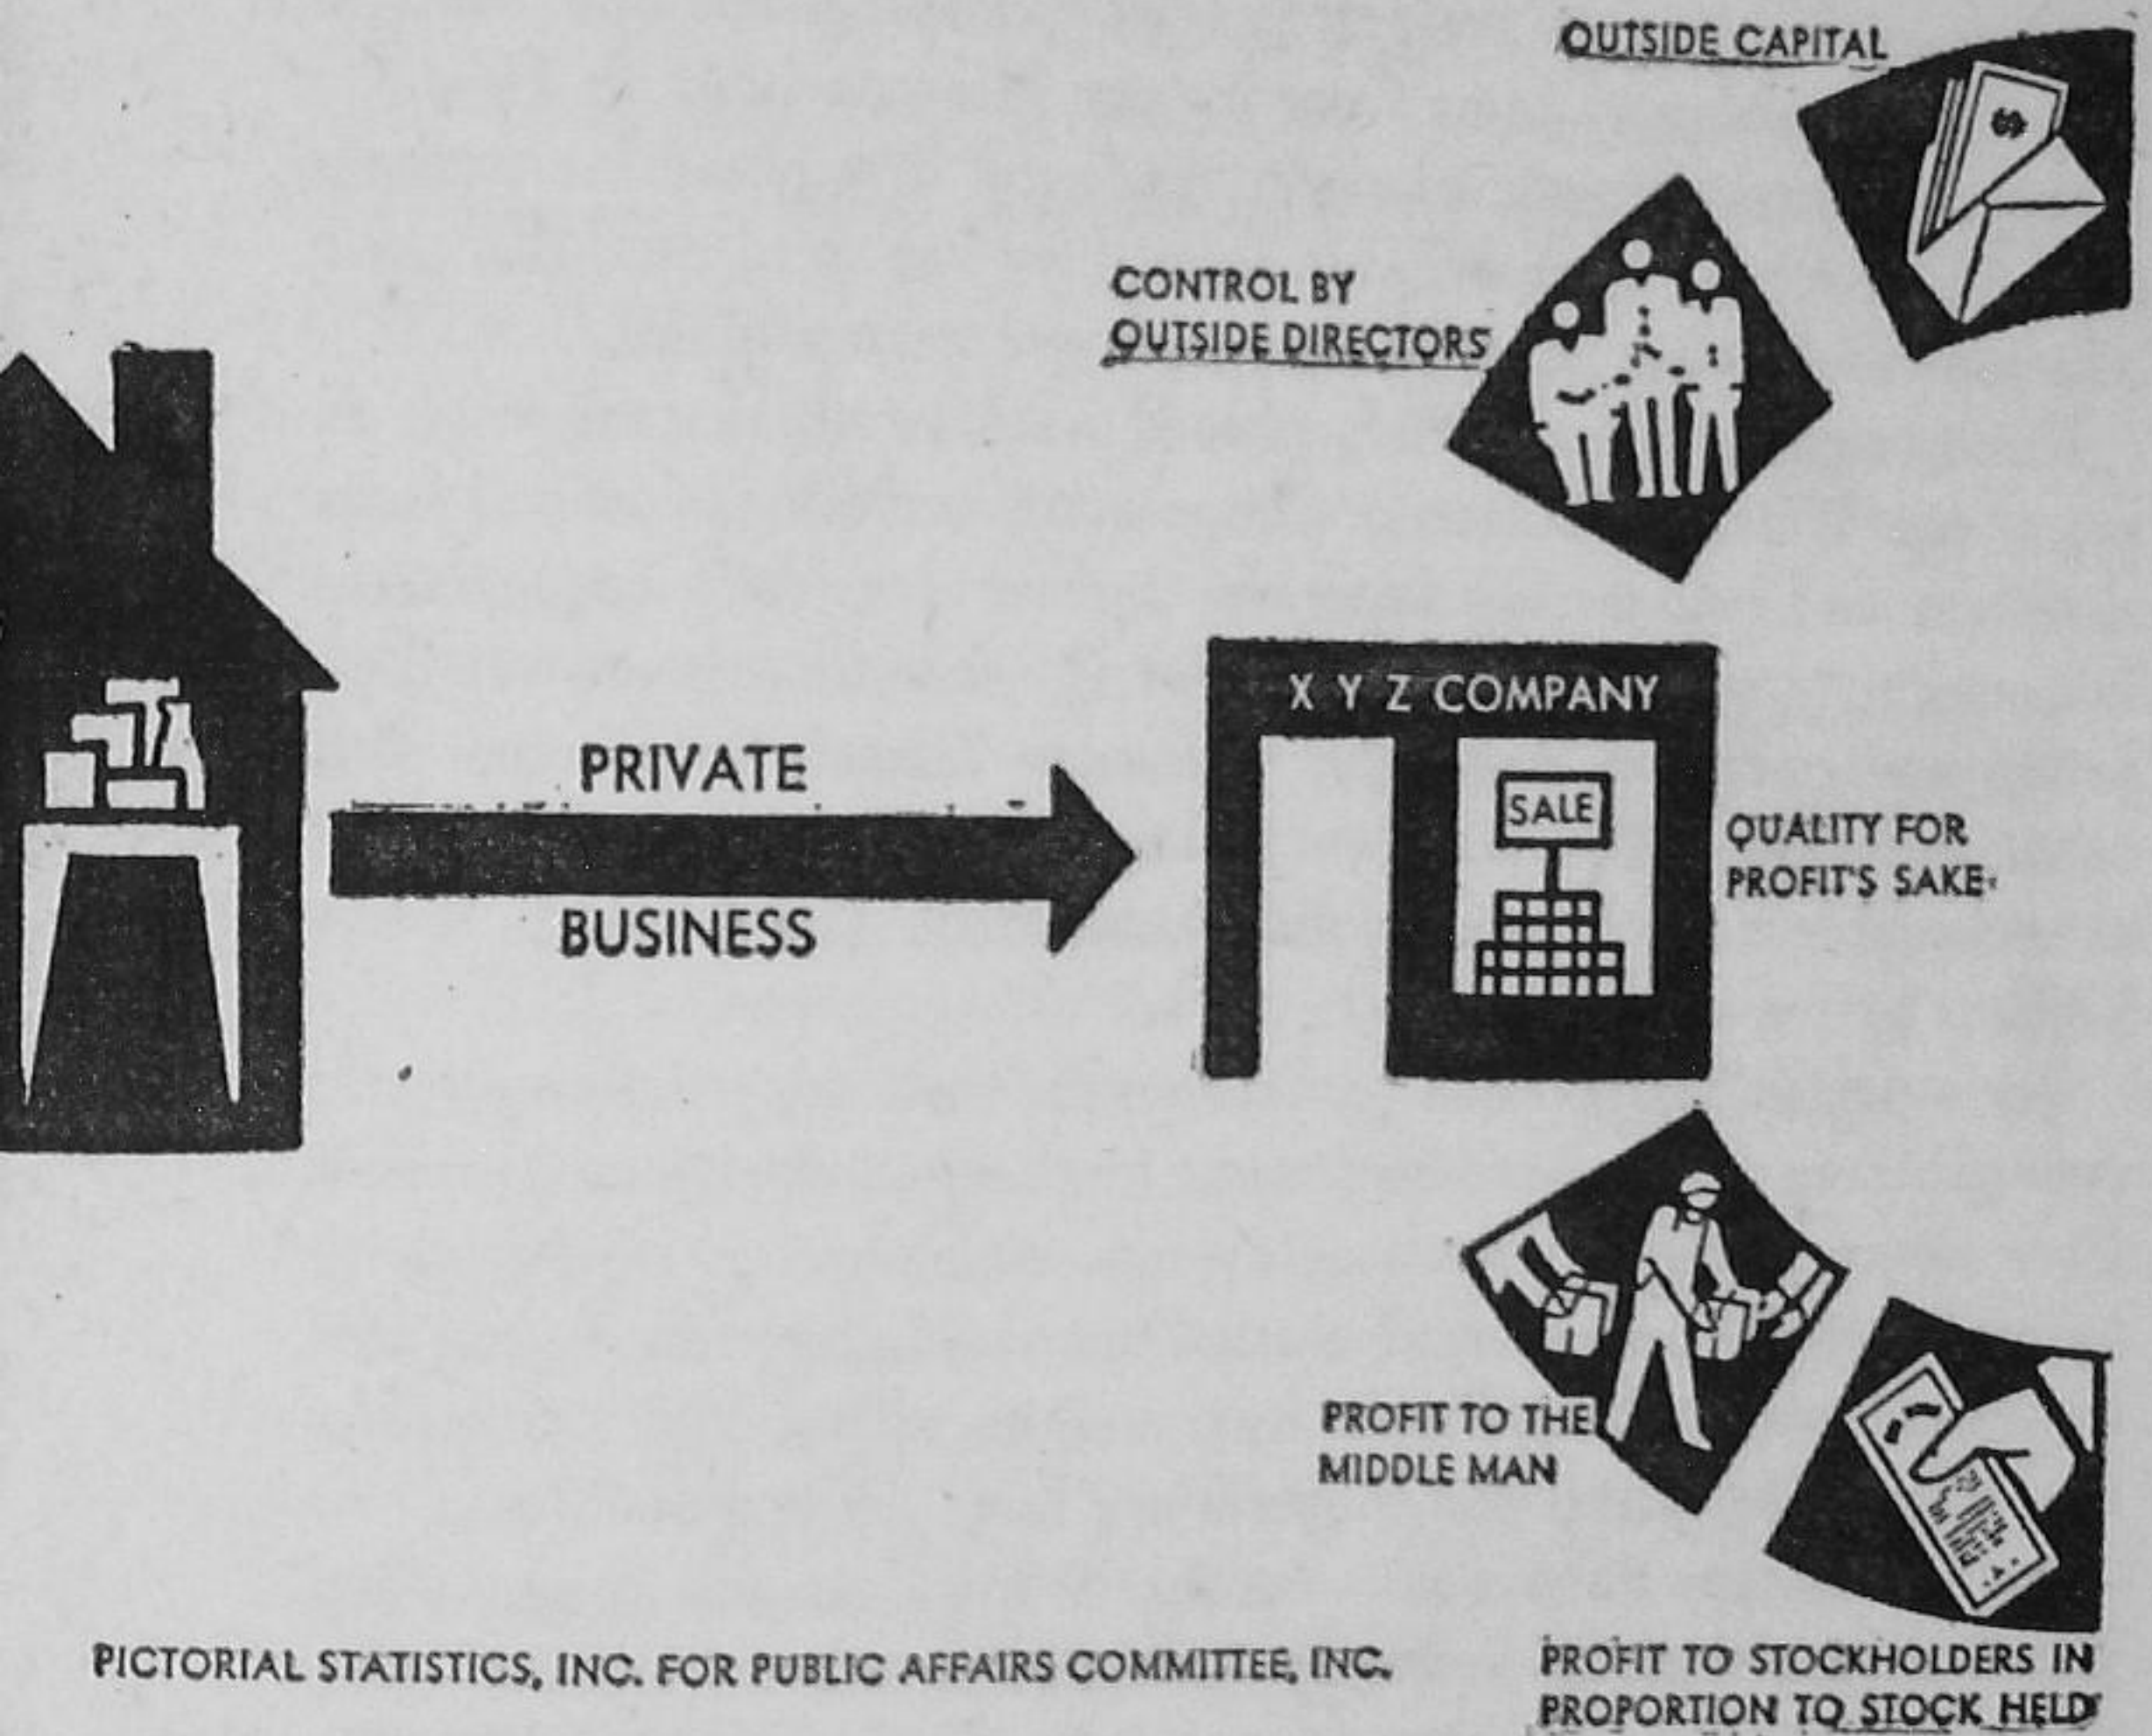 OUTSIDE CAPITAL
$
CONTROL BY
OUTSIDE DIRECTORS
X Y Z COMPANY
SALE
PRIVATE
BUSINESS
QUALITY FOR
PROFIT'S SAKE
PROFIT TO THE
MIDDLE MAN
PICTORIAL STATISTICS, INC. FOR PUBLIC AFFAIRS COMMITTEE, INC.
PROFIT TO STOCKHOLDERS IN
PROPORTION TO STOCK HELD